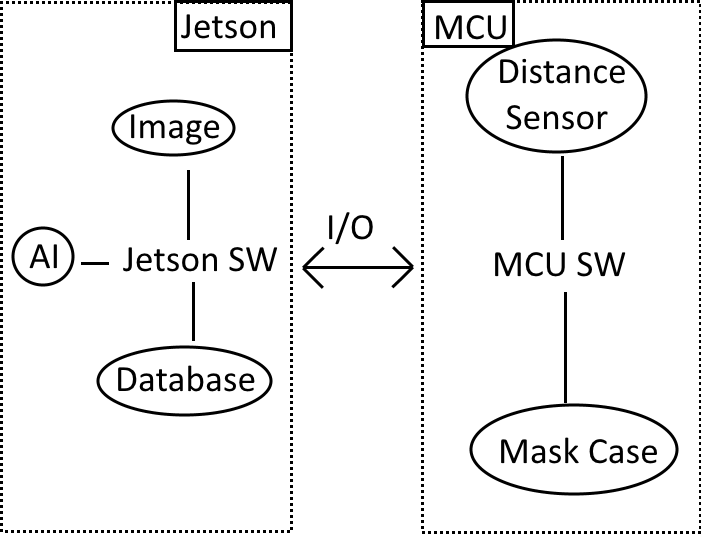 Jetson
Image
AI
Jetson SW
Database
I/O
MCU
Distance
Sensor
MCU SW
Mask Case